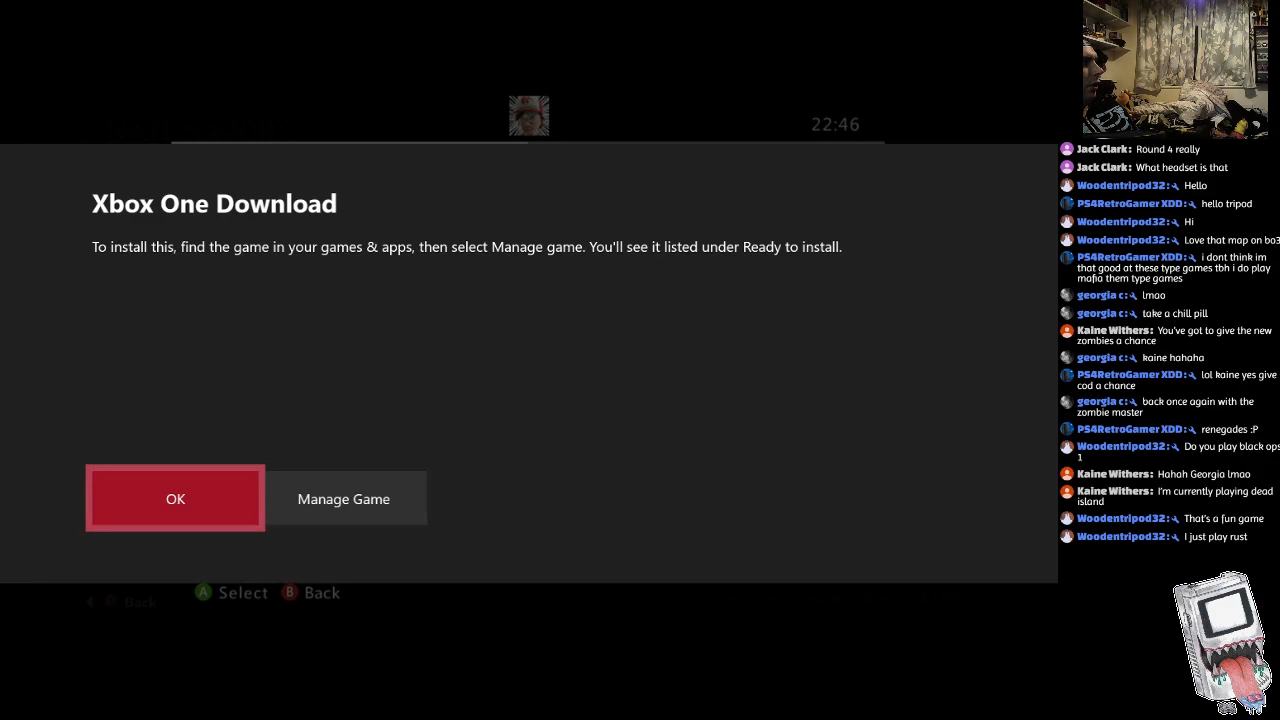 22:46
Xbox One Download
To install this, find the game in your games & apps, then select Manage game. You'll see it listed under Ready to install.
OK
Manage Game
A Select B Back
Back
Jack Clark: Round 4 really
Jack Clark: What headset is that
Woodentripod32: Hello
PS4RetroGamer XDD: hello tripod
Woodentripod32: Hi
Woodentripod32: Love that map on bo3
PS4RetroGamer XDD: i dont think im
that good at these type games tbh i do play
mafia them type games
georgia c: lmao
georgia c: take a chill pill
Kaine Withers: You've got to give the new
zombies a chance
georgia c: kaine hahaha
PS4RetroGamer XDD: lol kaine yes give
cod a chance
georgia c: back once again with the
zombie master
PS4RetroGamer XDD: renegades :P
Woodentripod32: Do you play black ops
1
Kaine Withers: Hahah Georgia lmao
Kaine Withers: I'm currently playing dead
island
Woodentripod32: That's a fun game
Woodentripod32: I just play rust